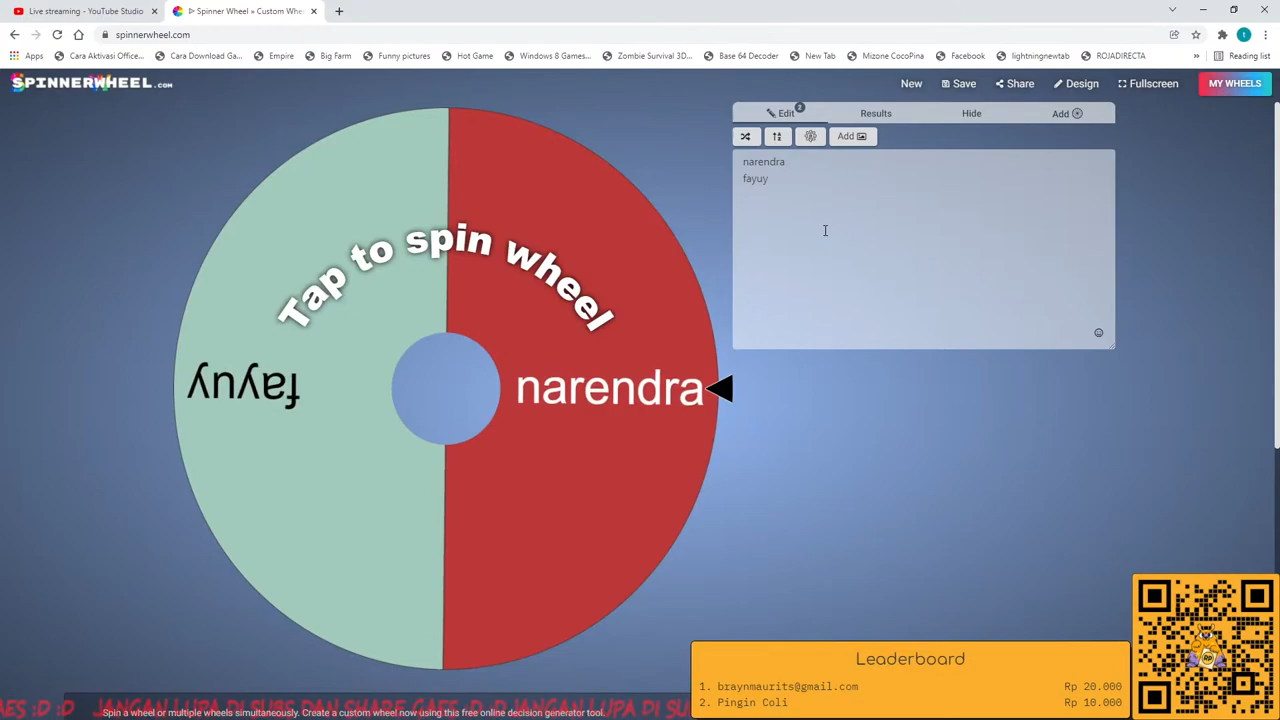 Live streaming - YouTube Studio
Spinner Wheel » Custom Whe
spinnerwheel.com
Apps
Cara Aktivasi Office...
Cara Download Ga...
Empire
Big Farm
Funny pictures
Hot Game
Windows 8 Games...
Zombie Survival 3D...
Base 64 Decoder
New Tab
Mizone CocoPina
Facebook
lightningnewtab
ROJADIRECTA
»
Reading list
SPINNERWHEEL.COM
New
Save
Share
Design
Fullscreen
MY WHEELS
Edit 2
Results
Hide
Add
Add
narendra
fayuy
Tap to spin wheel
fayuy
narendra
Leaderboard
1. braynmaurits@gmail.com Rp 20.000
2. Pingin Coli Rp 10.000
RP
:D :D JANGAN LUPA DI SUBS DAN SHARE
Spin a wheel or multiple wheels simultaneously. Create a custom wheel now using this free online decision generator tool.